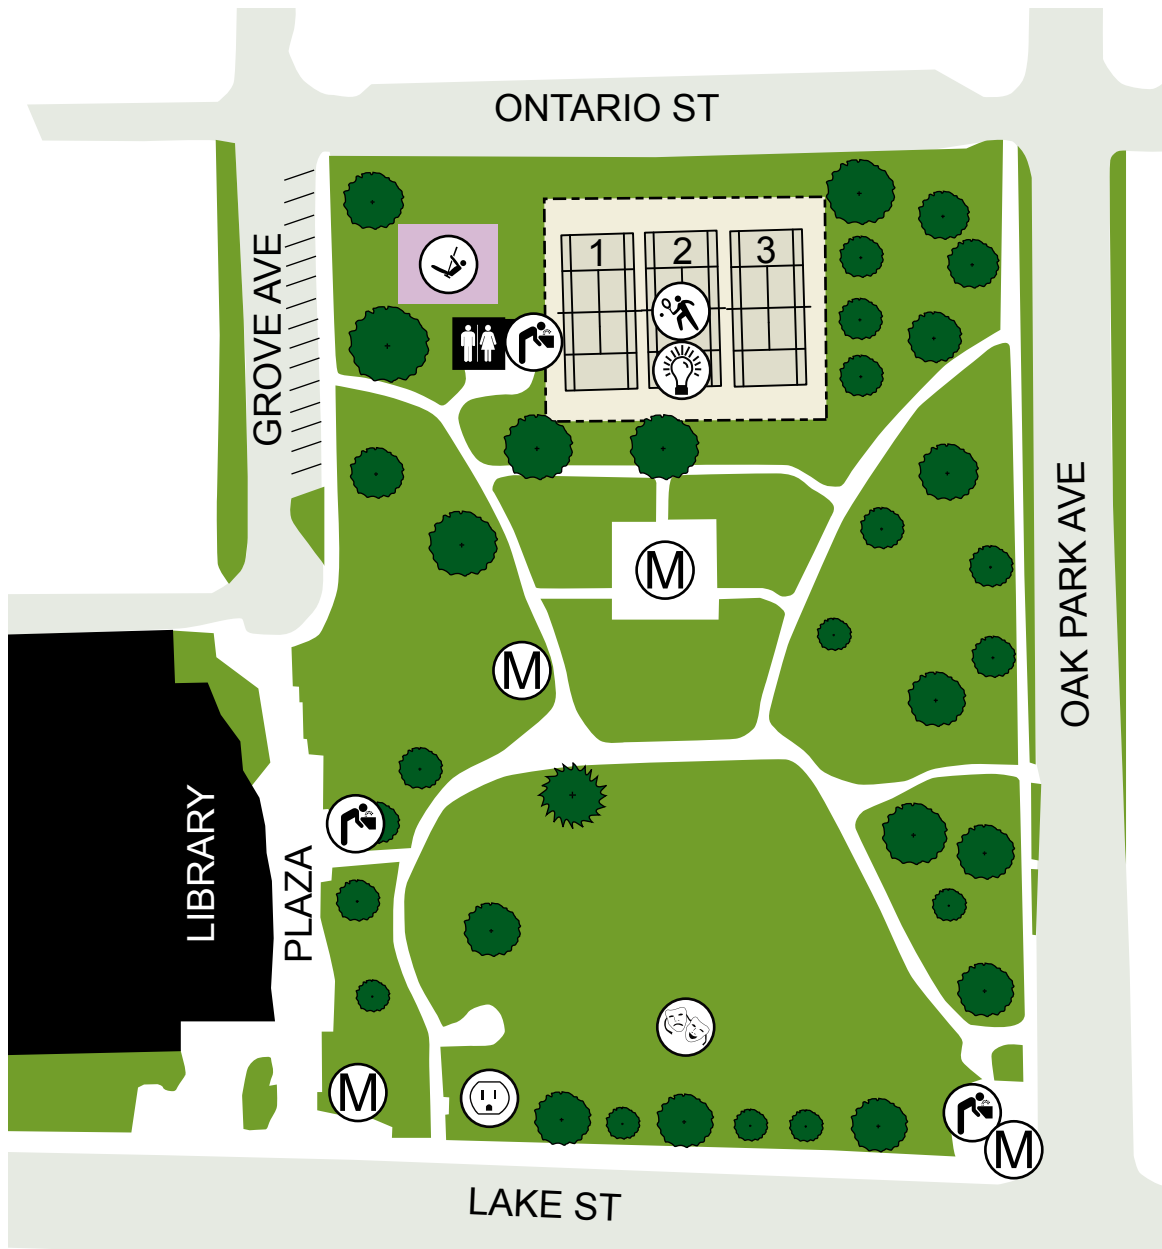 ONTARIO ST
1 2 3
GROVE AVE
OAK PARK AVE
M
M
LIBRARY
PLAZA
M
M
LAKE ST